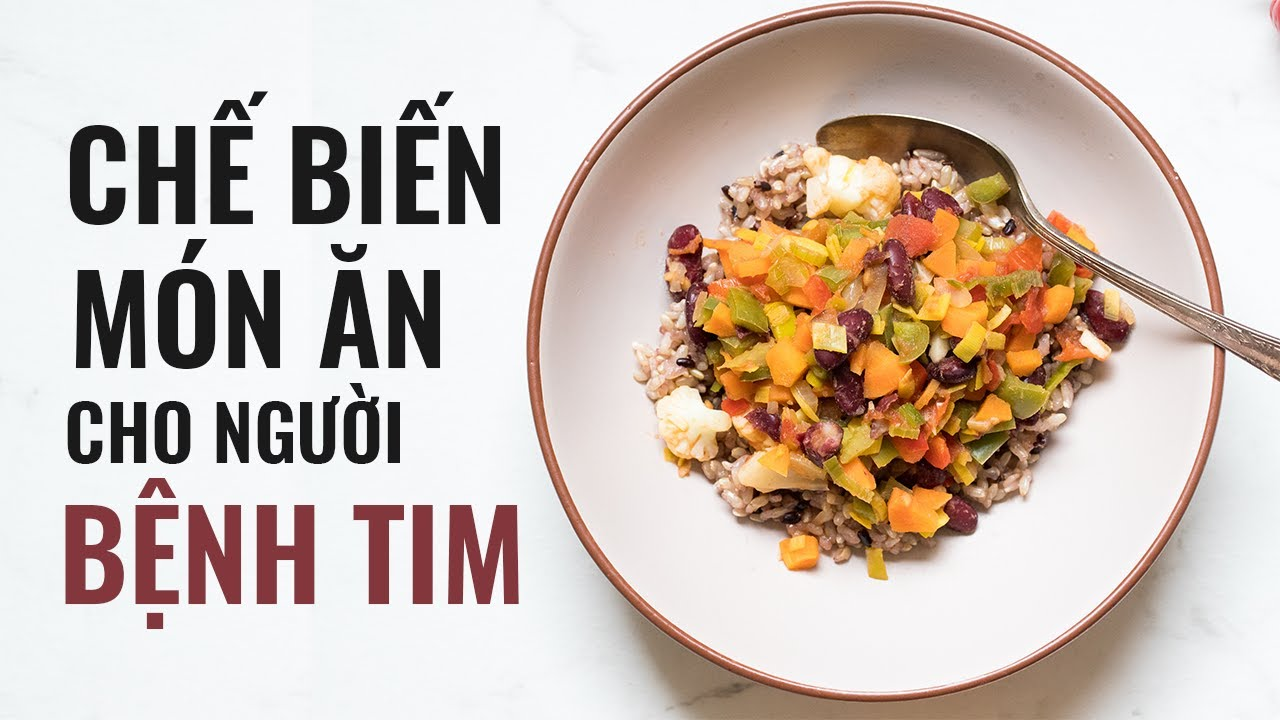 CHẾ BIẾN
MÓN ĂN
CHO NGƯỜI
BỆNH TIM